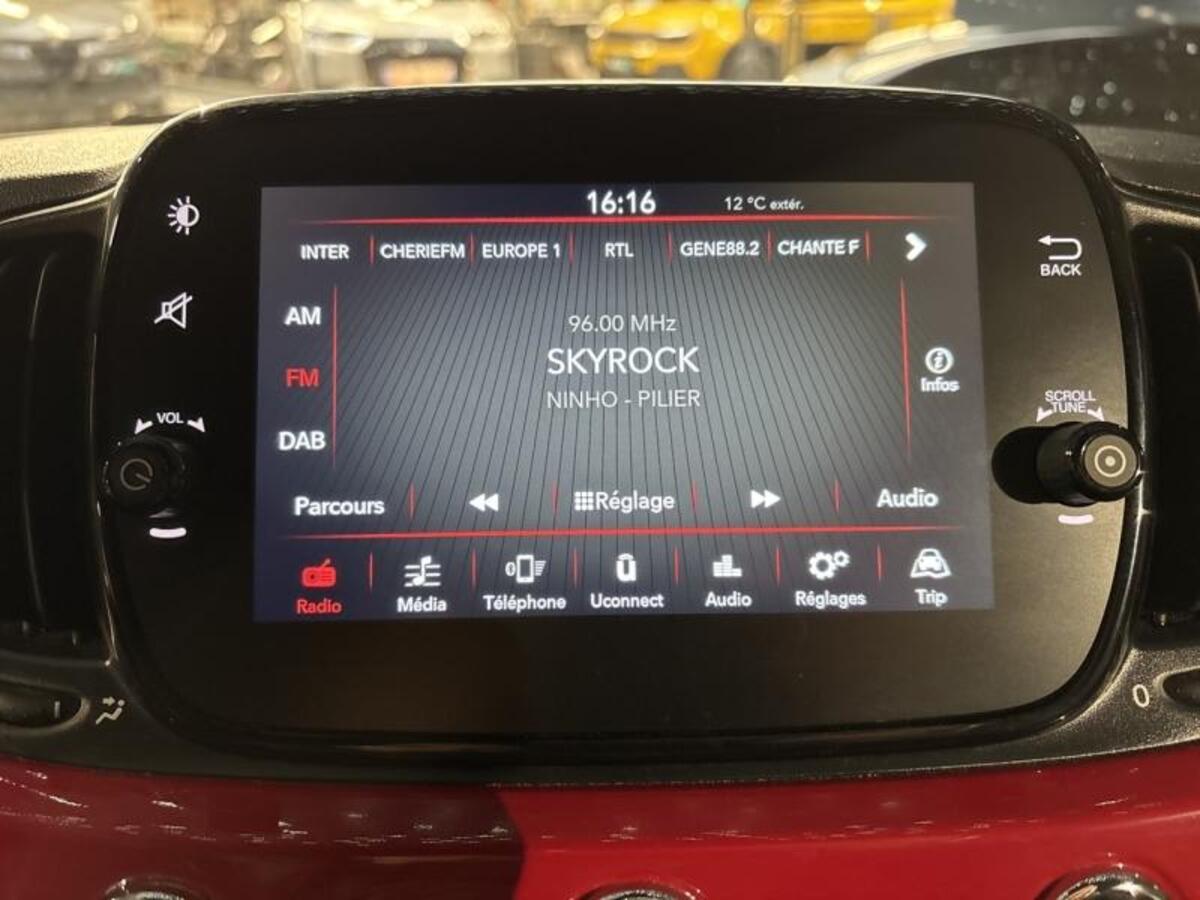 16:16 12 °C extér.
INTER CHERIEFM EUROPE 1 RTL GENE88.2 CHANTE F
BACK
AM
96.00 MHz
SKYROCK
FM
Infos
NINHO - PILIER
VOL
SCROLL
TUNE
DAB
Parcours Réglage Audio
Radio Média Téléphone Uconnect Audio Réglages Trip
0